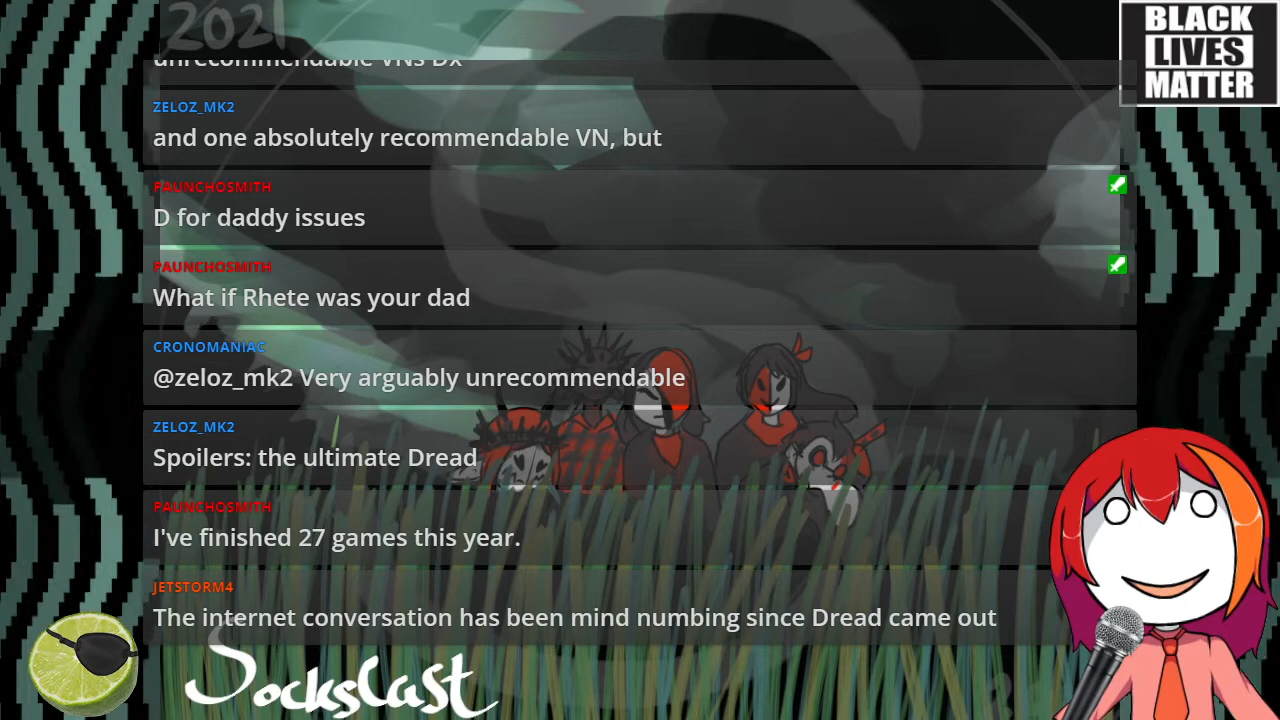 2021
BLACK
LIVES
MATTER
unrecommendable VNs Dx
ZELOZ_MK2
and one absolutely recommendable VN, but
PAUNCHOSMITH
D for daddy issues
PAUNCHOSMITH
What if Rhete was your dad
CRONOMANIAC
@zeloz_mk2 Very arguably unrecommendable
ZELOZ_MK2
Spoilers: the ultimate Dread
PAUNCHOSMITH
I've finished 27 games this year.
JETSTORM4
The internet conversation has been mind numbing since Dread came out
SocksCast